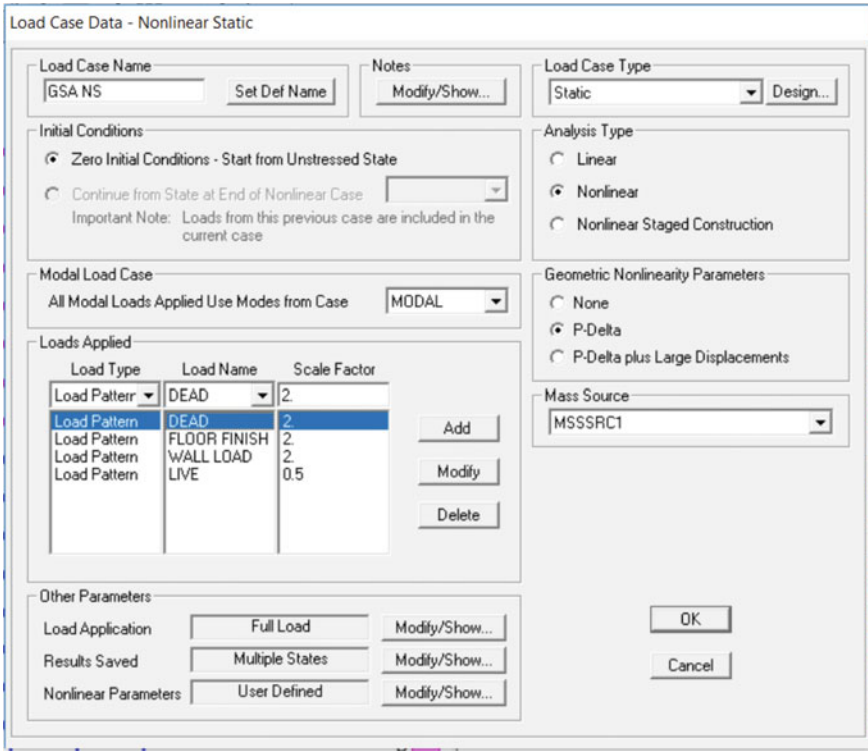 Load Case Data - Nonlinear Static
Load Case Name
GSA NS
Set Def Name
Notes
Modify/Show...
Load Case Type
Static
Design...
Initial Conditions
Zero Initial Conditions - Start from Unstressed State
Continue from State at End of Nonlinear Case
Important Note: Loads from this previous case are included in the
current case
Analysis Type
Linear
Nonlinear
Nonlinear Staged Construction
Modal Load Case
All Modal Loads Applied Use Modes from Case
MODAL
Geometric Nonlinearity Parameters
None
P-Delta
P-Delta plus Large Displacements
Loads Applied
Load Type Load Name Scale Factor
Load Pattern DEAD 2.
Load Pattern DEAD 2.
Load Pattern FLOOR FINISH 2.
Load Pattern WALL LOAD 2.
Load Pattern LIVE 0.5
Add
Modify
Delete
Mass Source
MSSSRC1
Other Parameters
Load Application Full Load Modify/Show...
Results Saved Multiple States Modify/Show...
Nonlinear Parameters User Defined Modify/Show...
OK
Cancel